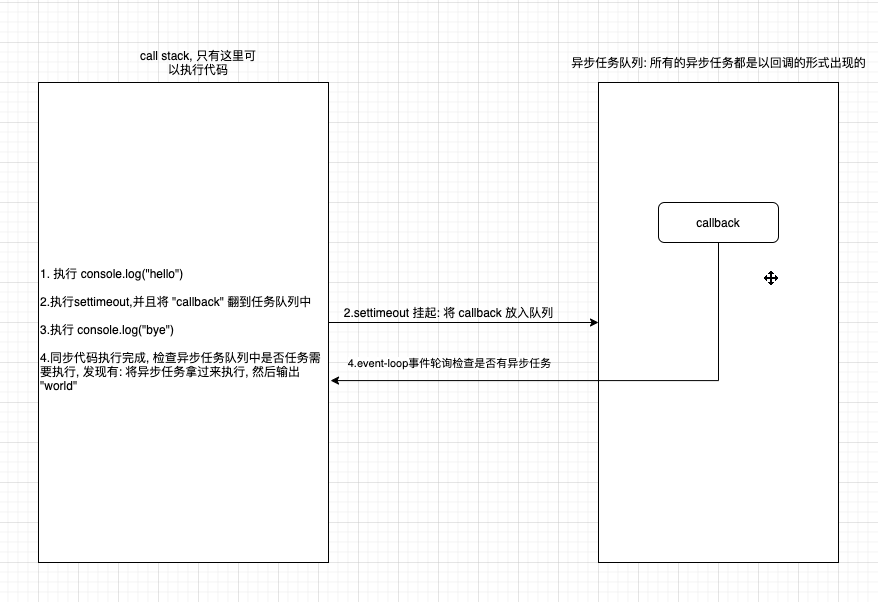 call stack, 只有这里可
以执行代码
异步任务队列: 所有的异步任务都是以回调的形式出现的
callback
1. 执行 console.log("hello")
2.执行settimeout,并且将 "callback" 翻到任务队列中
3.执行 console.log("bye")
4.同步代码执行完成, 检查异步任务队列中是否任务需
要执行, 发现有: 将异步任务拿过来执行, 然后输出
"world"
2.settimeout 挂起: 将 callback 放入队列
4.event-loop事件轮询检查是否有异步任务